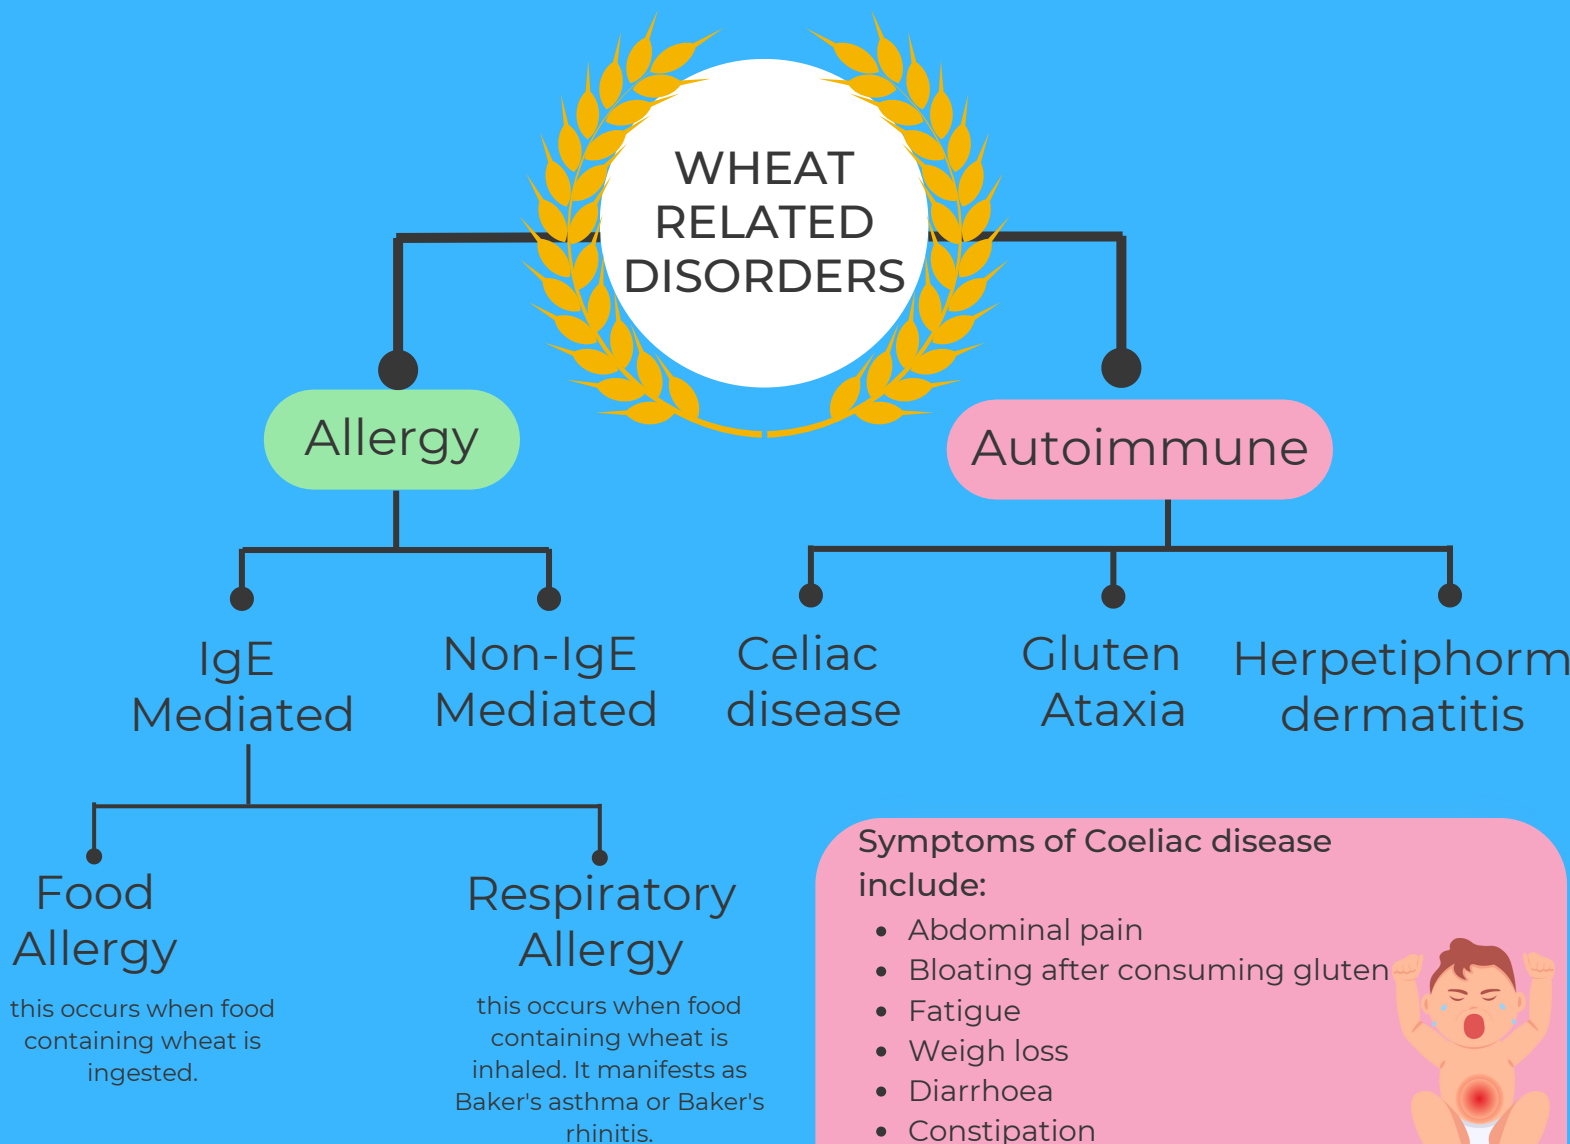 WHEAT
RELATED
DISORDERS
Allergy
Autoimmune
IgE
Mediated
Non-IgE
Mediated
Celiac
disease
Gluten
Ataxia
Herpetiphorm
dermatitis
Food
Allergy
this occurs when food
containing wheat is
ingested.
Respiratory
Allergy
this occurs when food
containing wheat is
inhaled. It manifests as
Baker's asthma or Baker's
rhinitis.
Symptoms of Coeliac disease
include:
• Abdominal pain
• Bloating after consuming gluten
• Fatigue
• Weigh loss
• Diarrhoea
• Constipation